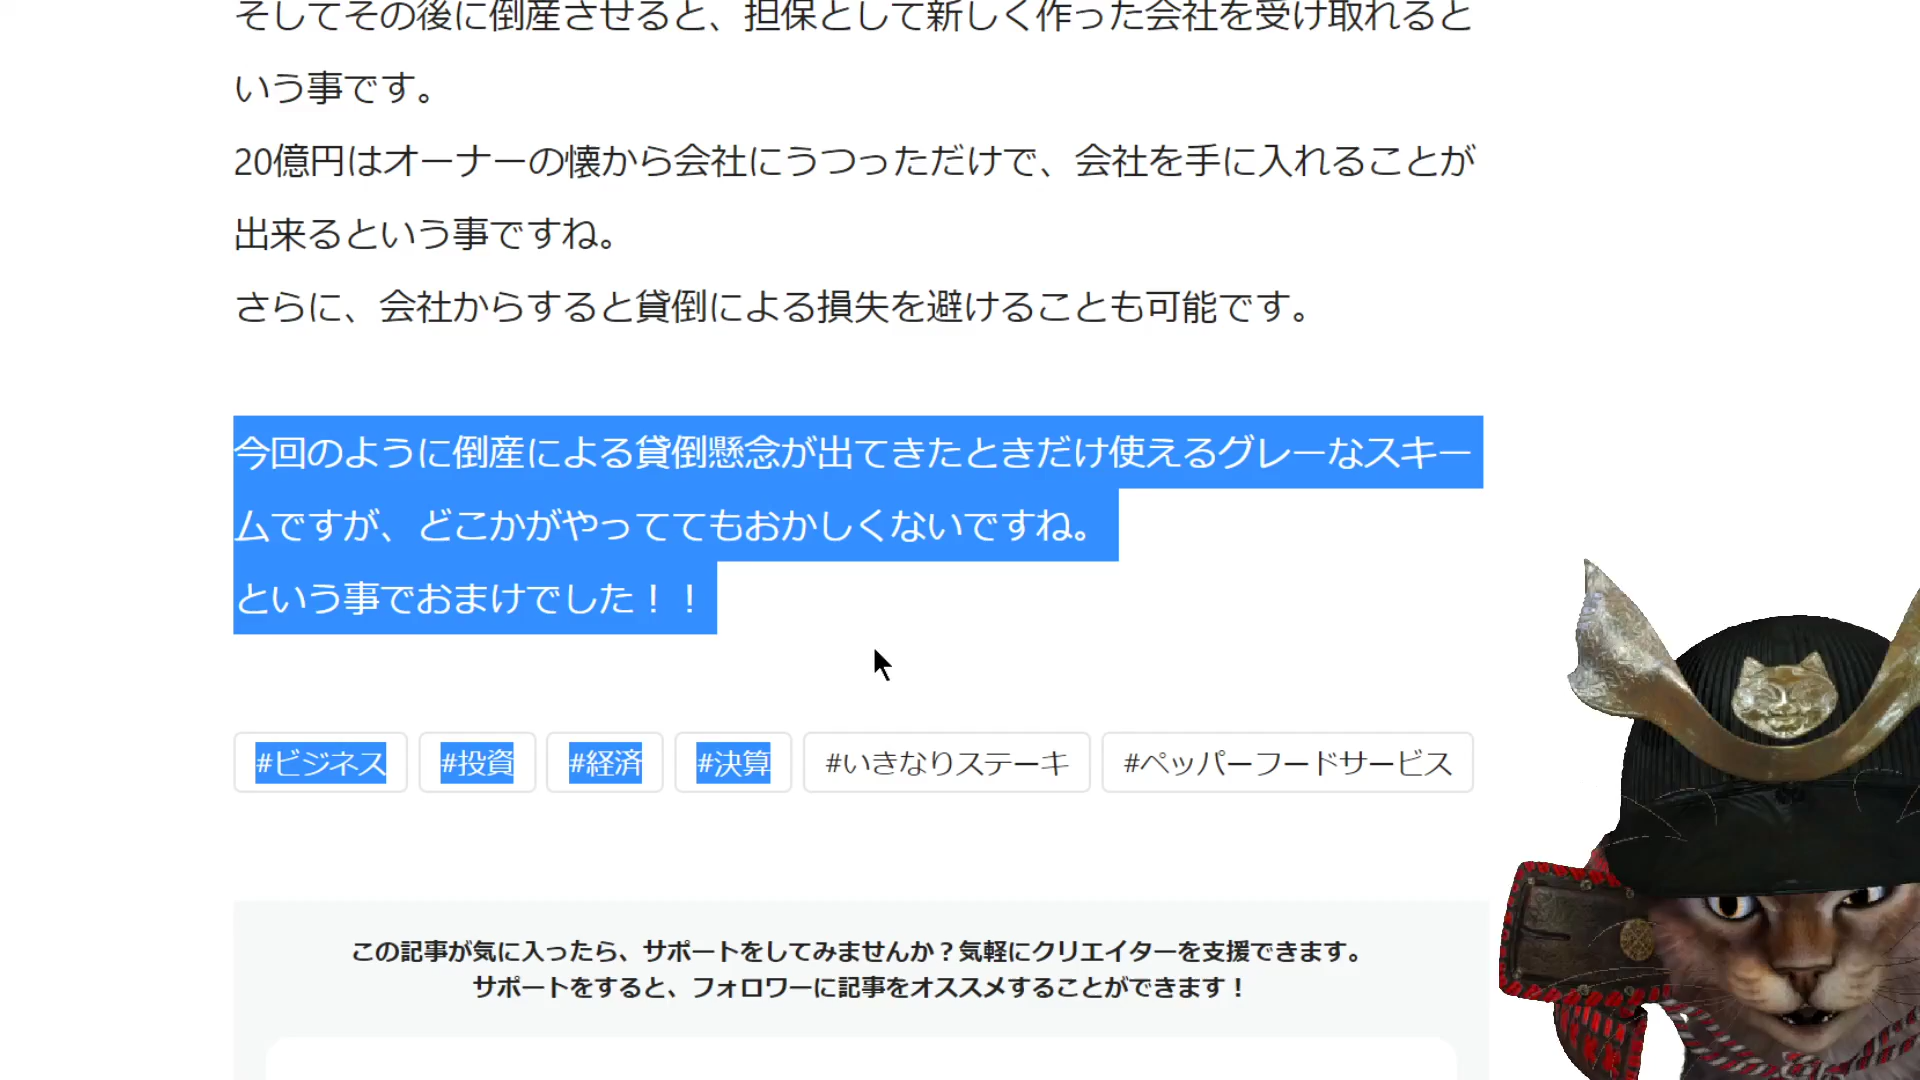 そしてその後に倒産させると、担保として新しく作った会社を受け取れると
いう事です。
20億円はオーナーの懐から会社にうつっただけで、会社を手に入れることが
出来るという事ですね。
さらに、会社からすると貸倒による損失を避けることも可能です。
今回のように倒産による貸倒懸念が出てきたときだけ使えるグレーなスキー
ムですが、どこかがやっててもおかしくないですね。
という事でおまけでした！！
#ビジネス #投資 #経済 #決算 #いきなりステーキ #ペッパーフードサービス
この記事が気に入ったら、サポートをしてみませんか？気軽にクリエイターを支援できます。
サポートをすると、フォロワーに記事をオススメすることができます！